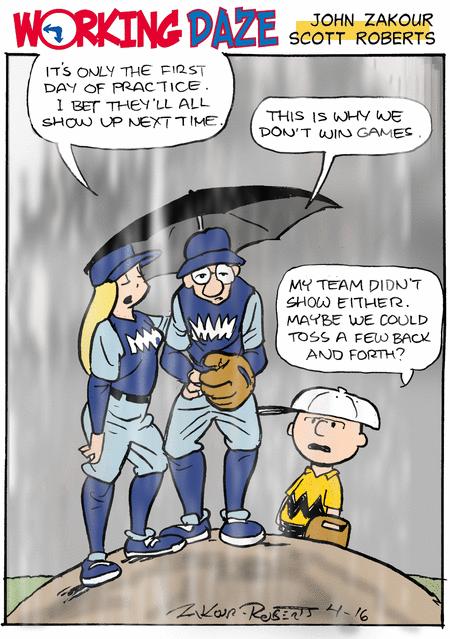 WORKING DAZE
JOHN ZAKOUR
SCOTT ROBERTS
IT'S ONLY THE FIRST
DAY OF PRACTICE.
I BET THEY'LL ALL
SHOW UP NEXT TIME.
THIS IS WHY WE
DON'T WIN GAMES.
MY TEAM DIDN'T
SHOW EITHER.
MAYBE WE COULD
TOSS A FEW BACK
AND FORTH?
ZAKOUR-ROBERTS 4-16